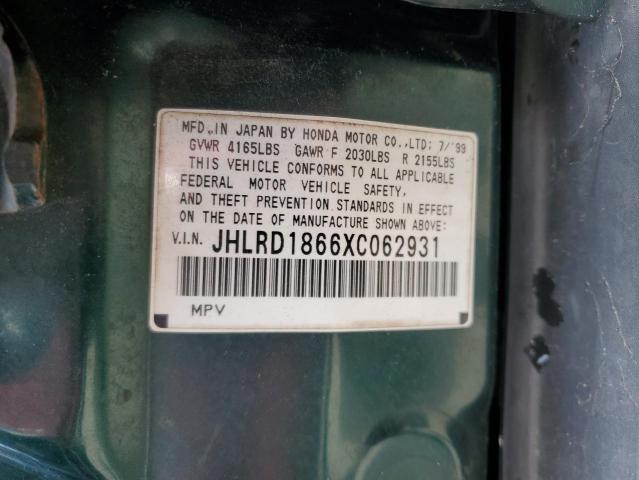 MFD. IN JAPAN BY HONDA MOTOR CO.,LTD: 7/'99
GVWR 4165LBS GAWR F 2030LBS R 2155LBS
THIS VEHICLE CONFORMS TO ALL APPLICABLE
FEDERAL MOTOR VEHICLE SAFETY,
AND THEFT PREVENTION STANDARDS IN EFFECT
ON THE DATE OF MANUFACTURE SHOWN ABOVE:
V.I.N. JHLRD1866XC062931
MPV